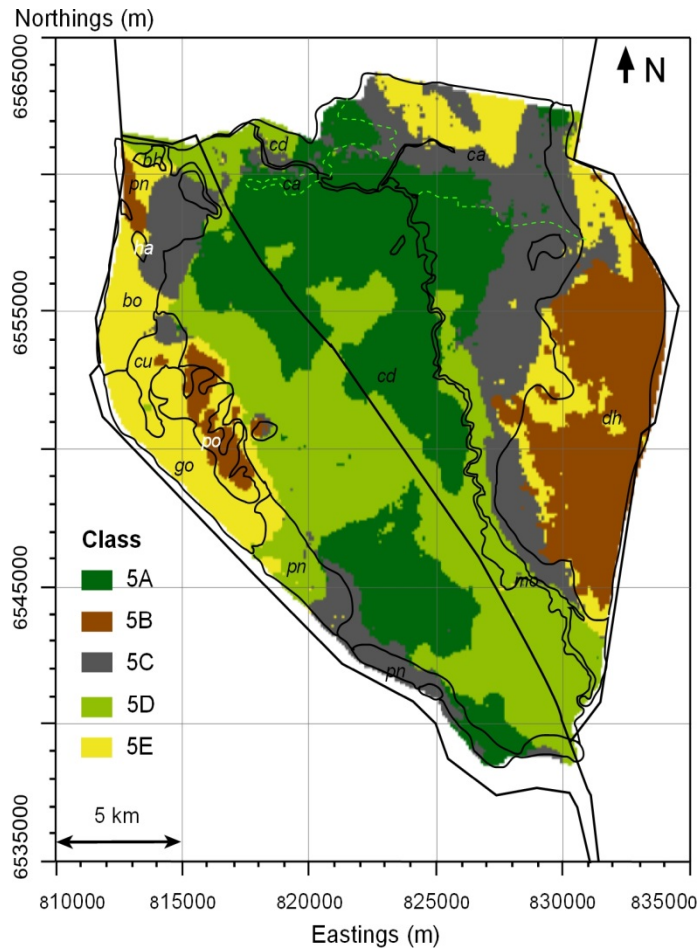 Northings (m)
N
6565000
6555000
6545000
6535000
cd
bh
pn
ca
ca
na
bo
cu
cd
dh
po
go
pn
mo
pn
Class
5A
5B
5C
5D
5E
5 km
810000 815000 820000 825000 830000 835000
Eastings (m)